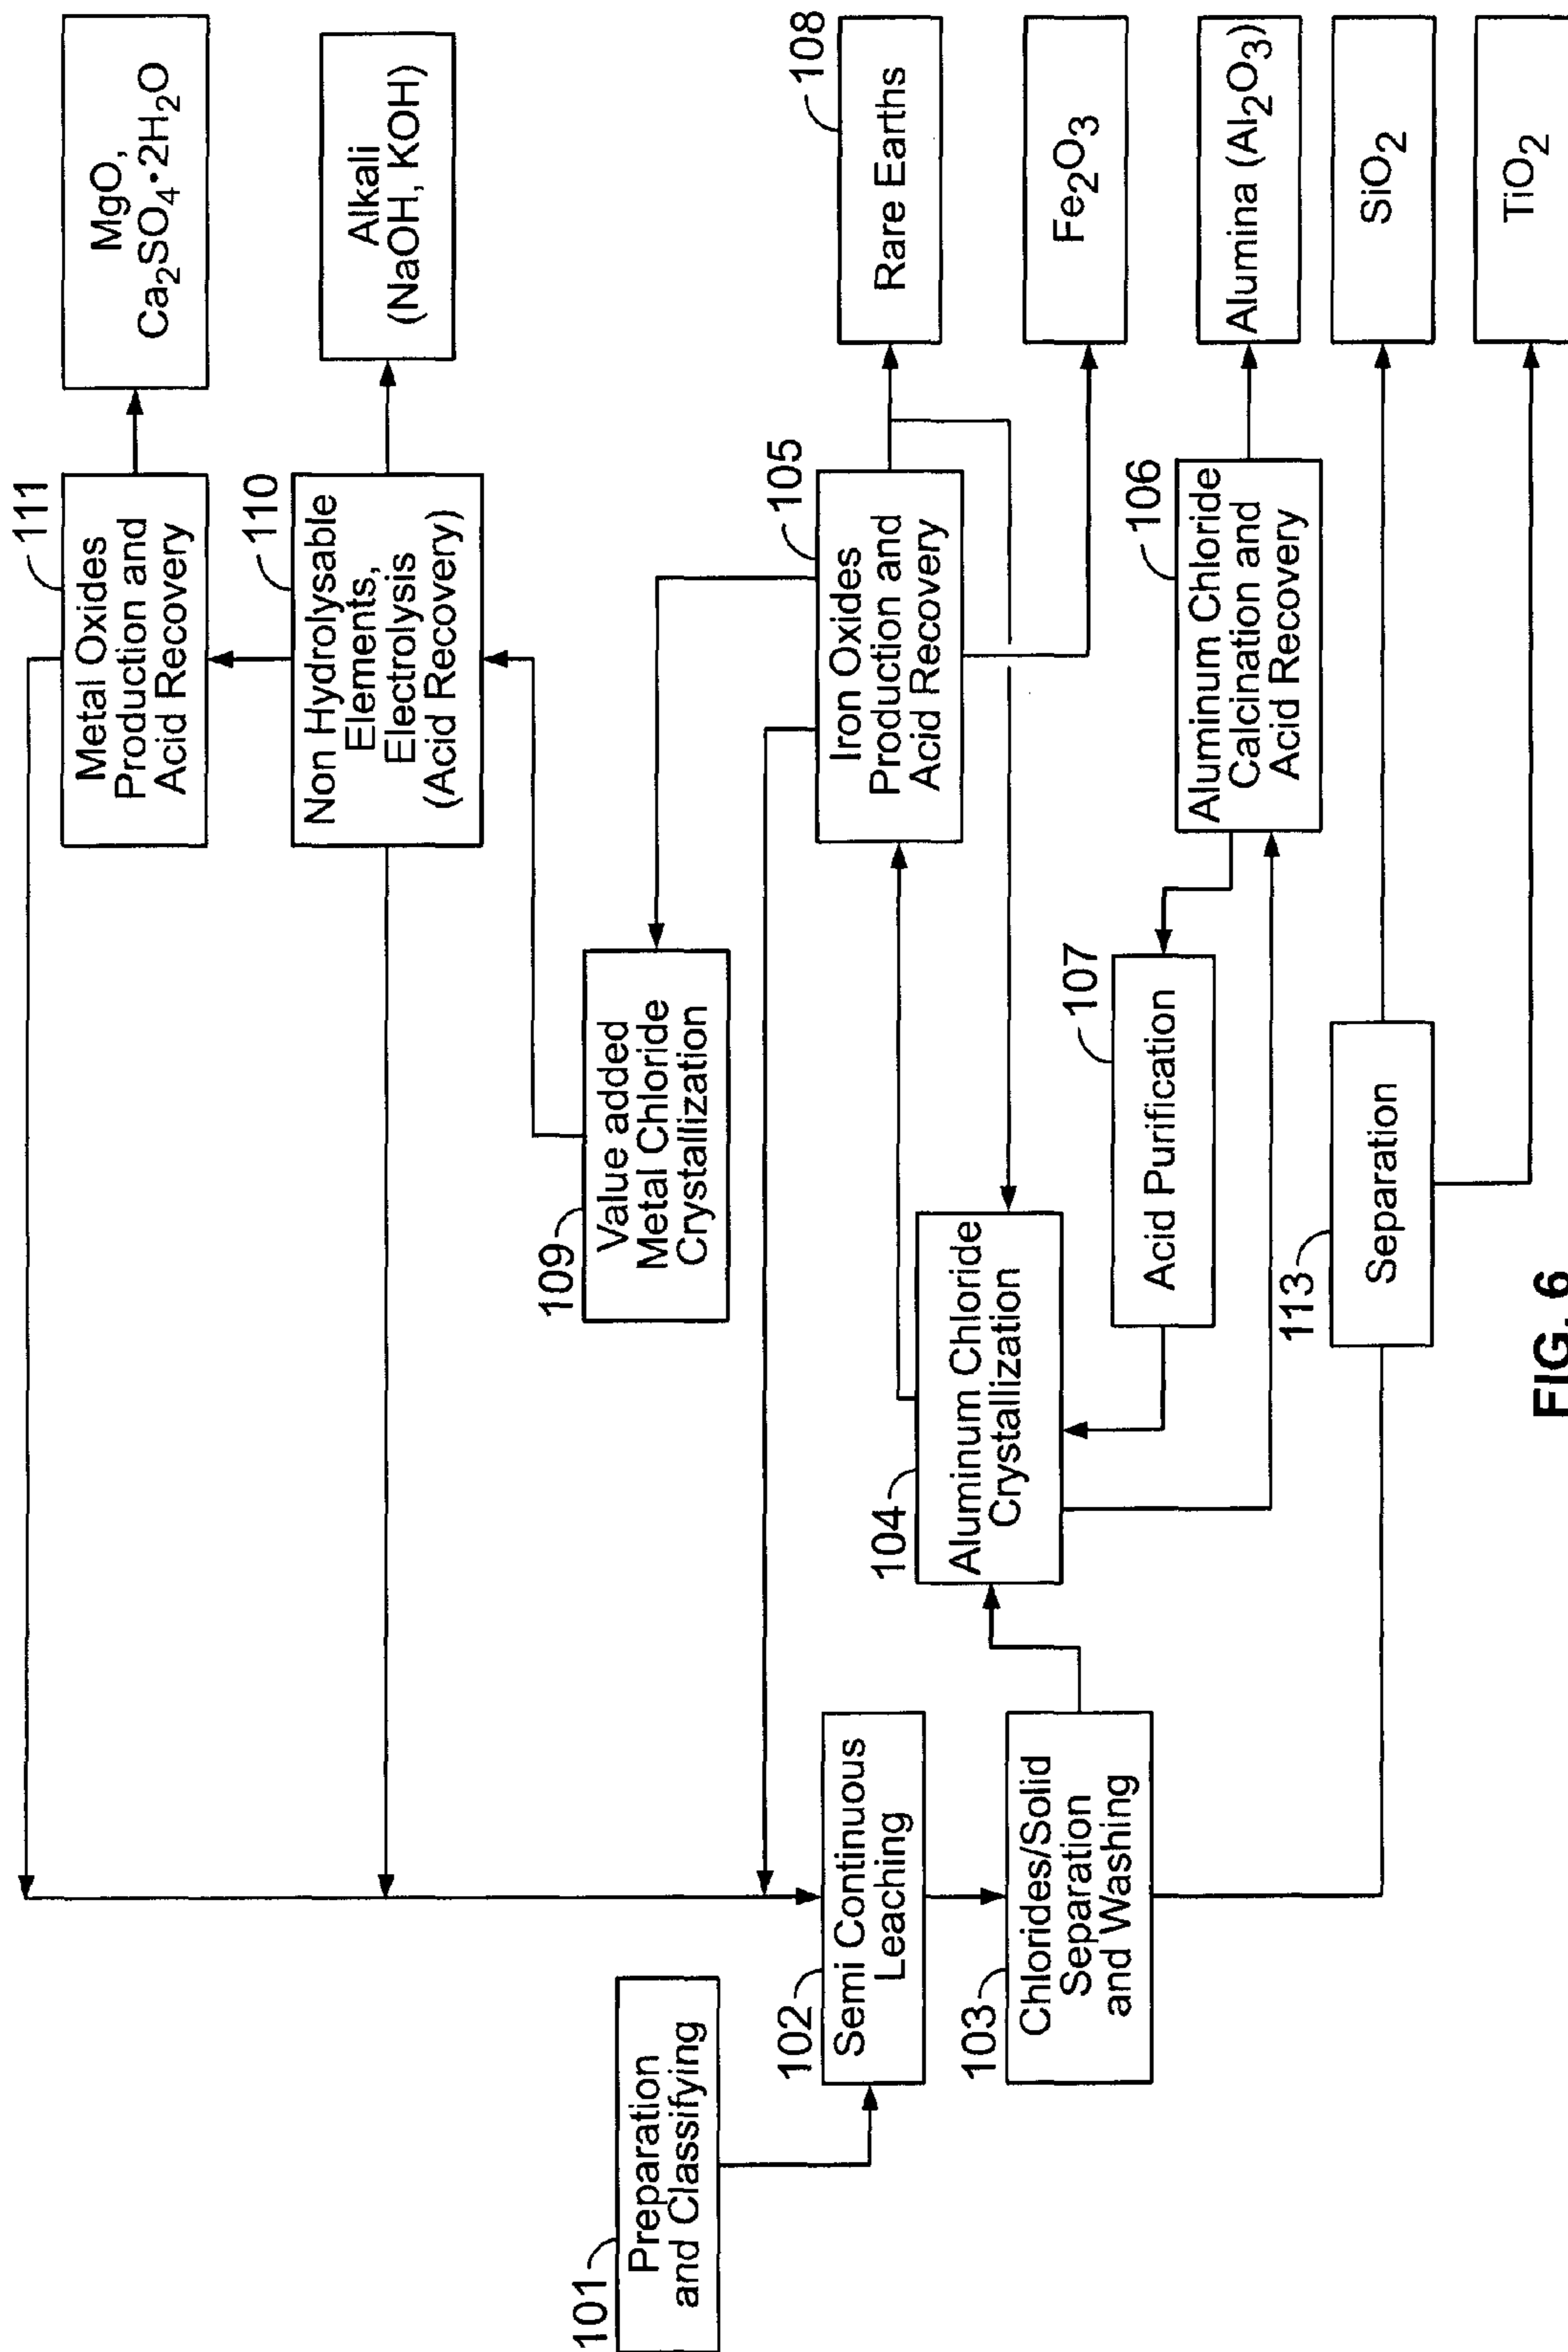 111
Metal Oxides
Production and
Acid Recovery
MgO,
Ca₂SO₄•2H₂O
110
Non Hydrolysable
Elements,
Electrolysis
(Acid Recovery)
Alkali
(NaOH, KOH)
109
Value added
Metal Chloride
Crystallization
101
Preparation
and Classifying
102
Semi Continuous
Leaching
105
Iron Oxides
Production and
Acid Recovery
108
Rare Earths
103
Chlorides/Solid
Separation
and Washing
104
Aluminum Chloride
Crystallization
Fe₂O₃
107
Acid Purification
106
Aluminum Chloride
Calcination and
Acid Recovery
Alumina (Al₂O₃)
113
Separation
SiO₂
TiO₂
FIG. 6